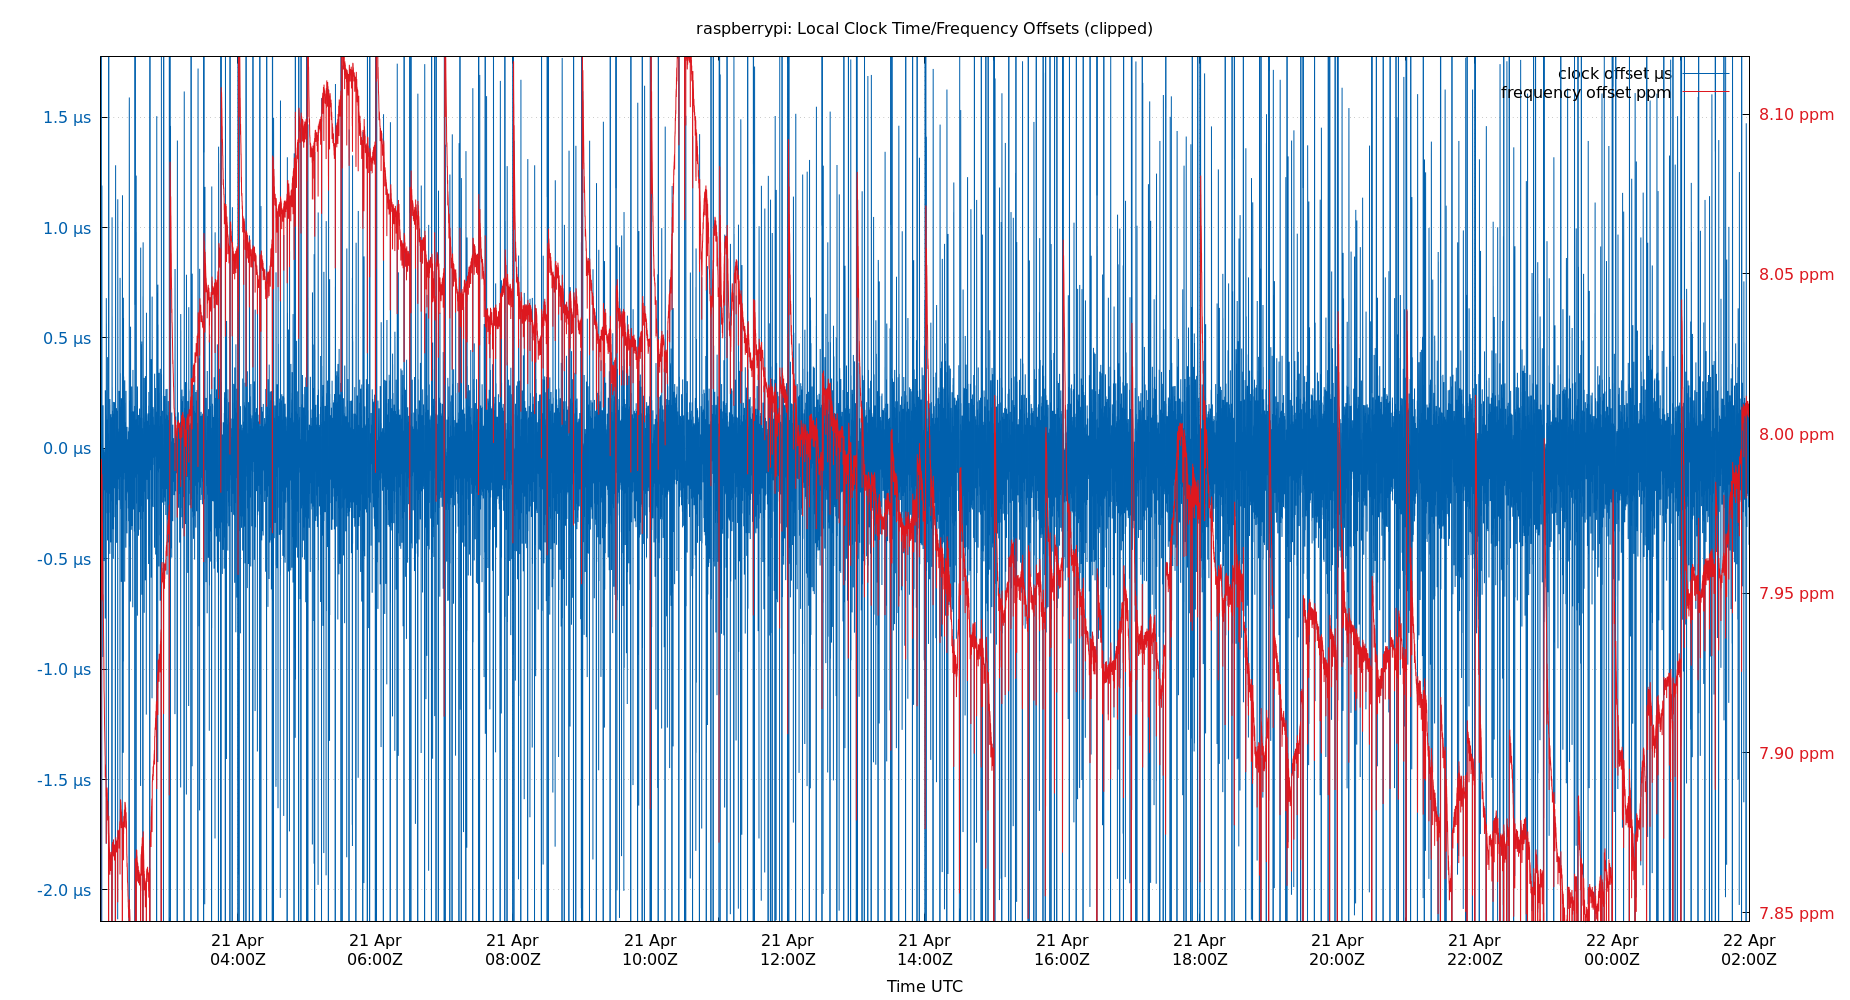 raspberrypi: Local Clock Time/Frequency Offsets (clipped)
clock offset µs
frequency offset ppm
1.5 µs
1.0 µs
0.5 µs
0.0 µs
-0.5 µs
-1.0 µs
-1.5 µs
-2.0 µs
8.10 ppm
8.05 ppm
8.00 ppm
7.95 ppm
7.90 ppm
7.85 ppm
21 Apr
04:00Z
21 Apr
06:00Z
21 Apr
08:00Z
21 Apr
10:00Z
21 Apr
12:00Z
21 Apr
14:00Z
21 Apr
16:00Z
21 Apr
18:00Z
21 Apr
20:00Z
21 Apr
22:00Z
22 Apr
00:00Z
22 Apr
02:00Z
Time UTC